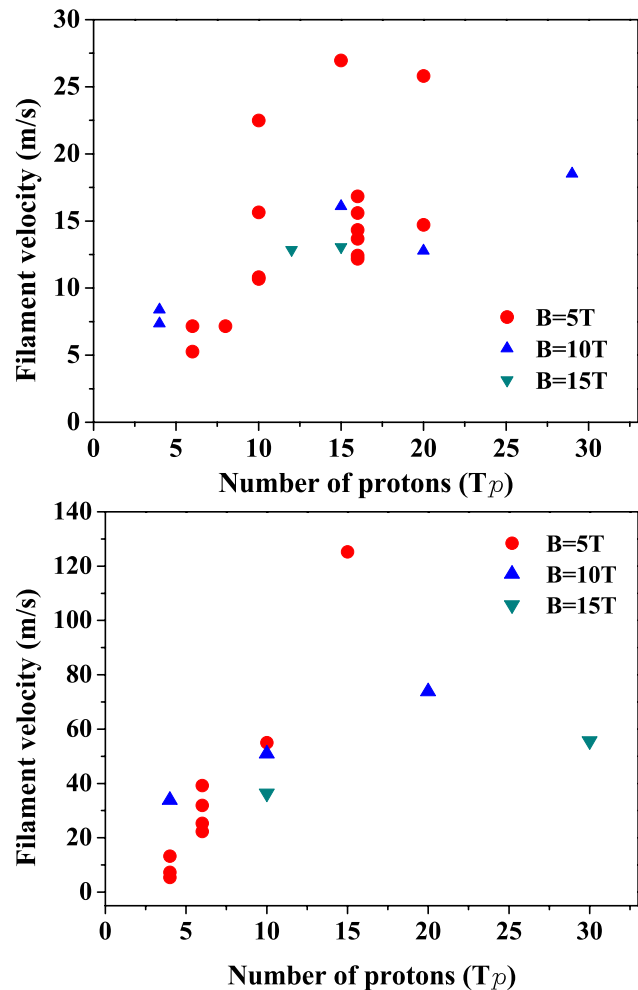 30
25
20
15
10
5
0
Filament velocity (m/s)
B=5T
B=10T
B=15T
0 5 10 15 20 25 30
Number of protons (Tp)
140
120
100
80
60
40
20
0
Filament velocity (m/s)
B=5T
B=10T
B=15T
0 5 10 15 20 25 30
Number of protons (Tp)